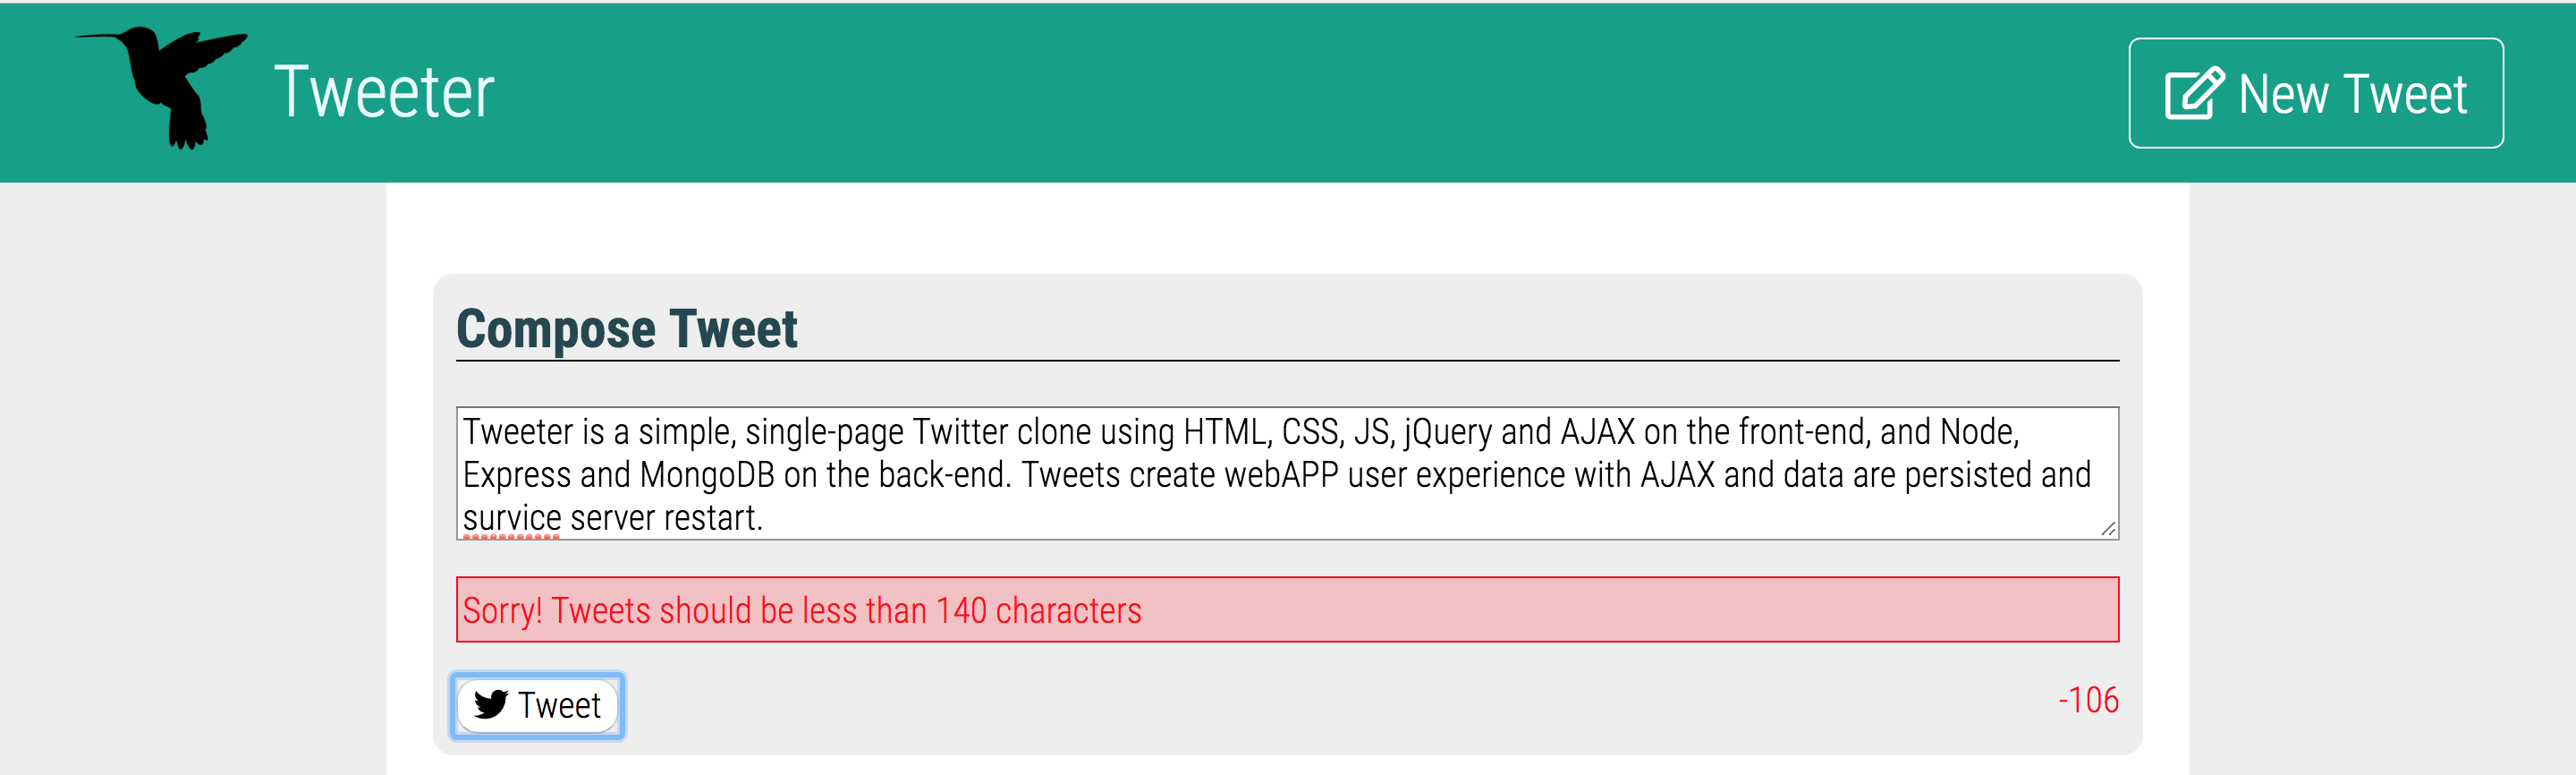 Tweeter
New Tweet
Compose Tweet
Tweeter is a simple, single-page Twitter clone using HTML, CSS, JS, jQuery and AJAX on the front-end, and Node,
Express and MongoDB on the back-end. Tweets create webAPP user experience with AJAX and data are persisted and
survice server restart.
Sorry! Tweets should be less than 140 characters
Tweet
-106